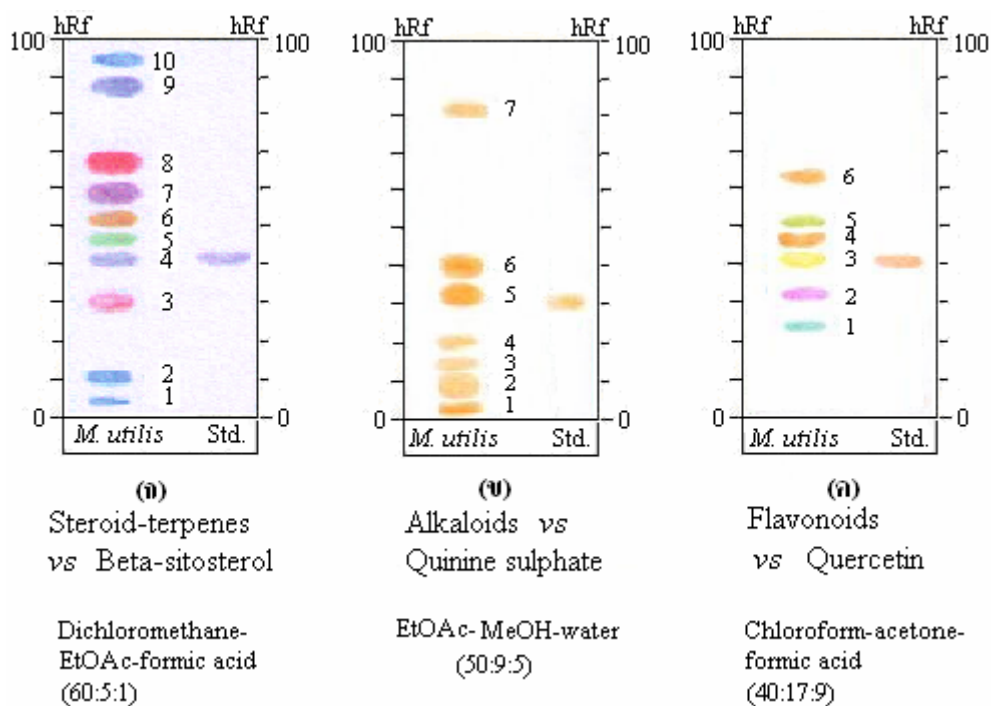 hRf hRf
100 100
10
9
8
7
6
5
4
3
2
1
0 0
M. utilis Std.
(ก)
Steroid-terpenes
vs Beta-sitosterol
Dichloromethane-
EtOAc-formic acid
(60:5:1)
hRf hRf
100 100
7
6
5
4
3
2
1
0 0
M. utilis Std.
(ข)
Alkaloids vs
Quinine sulphate
EtOAc-MeOH-water
(50:9:5)
hRf hRf
100 100
6
5
4
3
2
1
0 0
M. utilis Std.
(ค)
Flavonoids
vs Quercetin
Chloroform-acetone-
formic acid
(40:17:9)